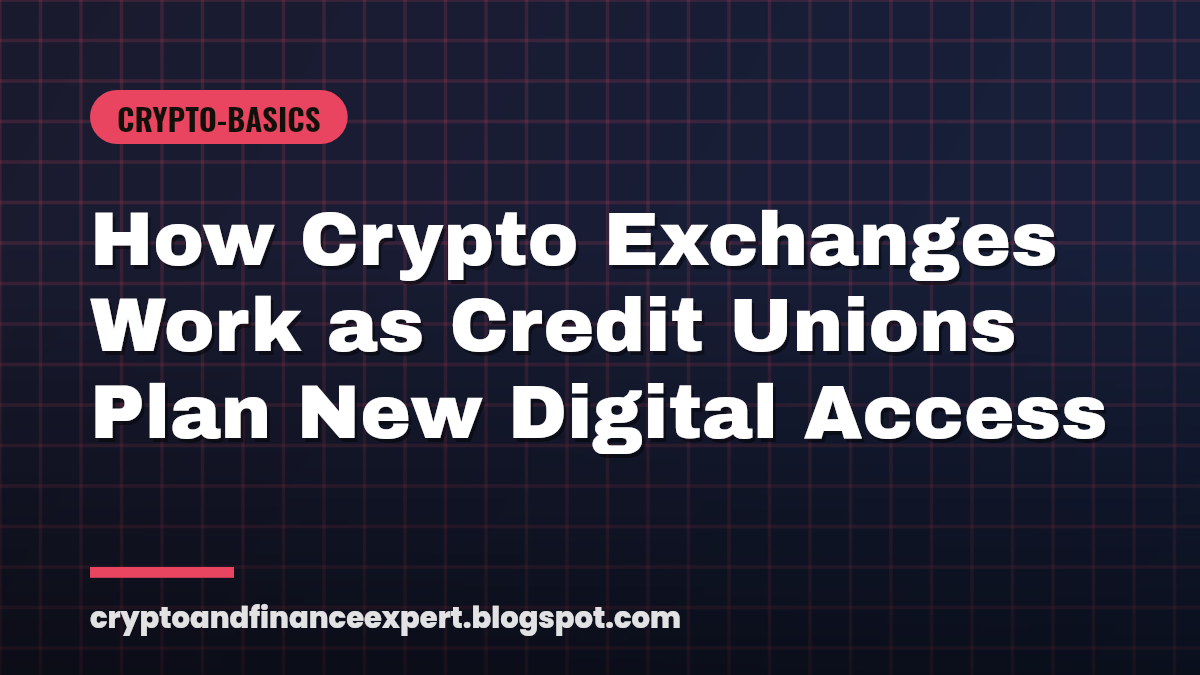 CRYPTO-BASICS
How Crypto Exchanges
Work as Credit Unions
Plan New Digital Access
cryptoandfinanceexpert.blogspot.com